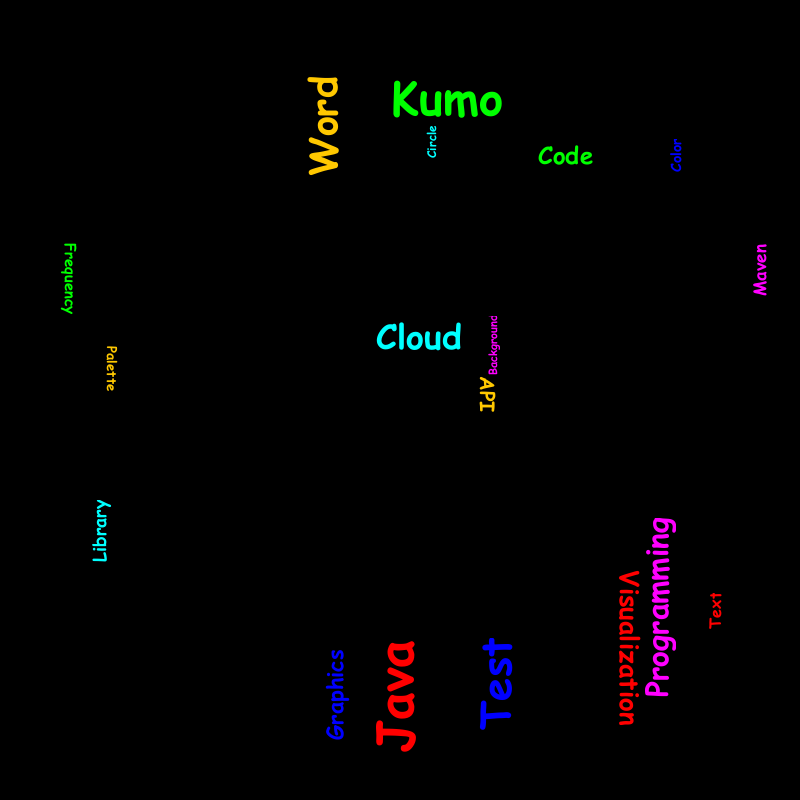 Word
Kumo
Circle
Code
Color
Frequency
Maven
Cloud
Background
Palette
API
Library
Programming
Visualization
Text
Graphics
Java
Test